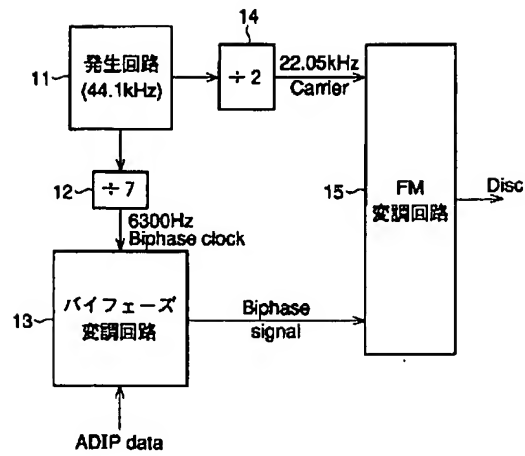 14
11
発生回路
(44.1kHz)
÷2
22.05kHz
Carrier
12
÷7
15
FM
変調回路
Disc
6300Hz
Biphase clock
13
バイフェーズ
変調回路
Biphase
signal
ADIP data